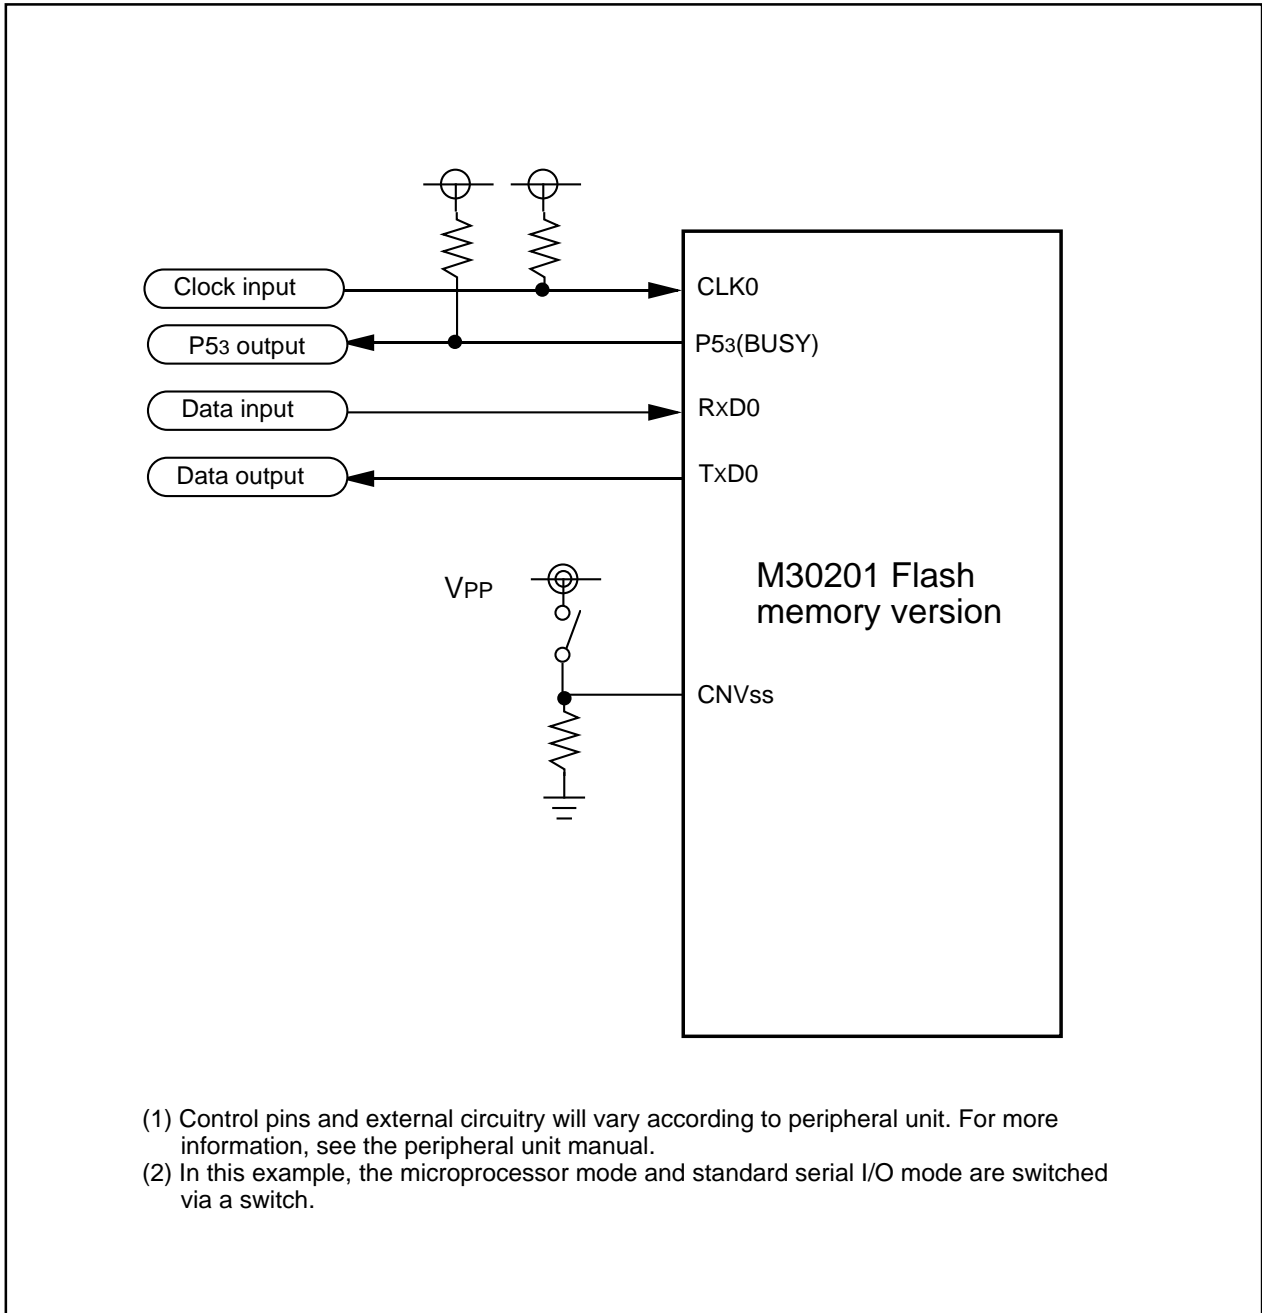 Clock input
CLK0
P53 output
P53(BUSY)
Data input
RXD0
Data output
TXD0
VPP
M30201 Flash
memory version
CNVss
(1) Control pins and external circuitry will vary according to peripheral unit. For more
information, see the peripheral unit manual.
(2) In this example, the microprocessor mode and standard serial I/O mode are switched
via a switch.